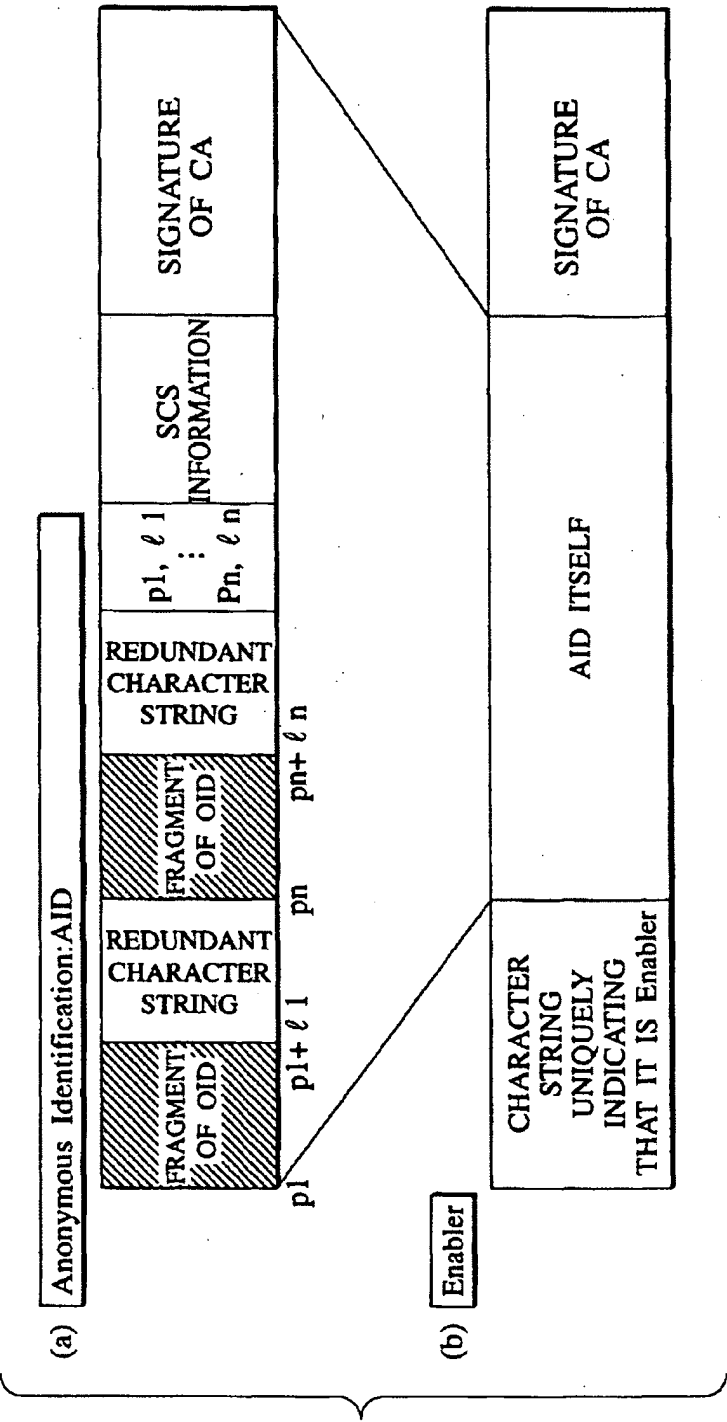 (a) Anonymous Identification:AID
FRAGMENT
OF OID
REDUNDANT
CHARACTER
STRING
FRAGMENT
OF OID
REDUNDANT
CHARACTER
STRING
p1, ℓ 1
⋮
Pn, ℓ n
SCS
INFORMATION
SIGNATURE
OF CA
p1
p1+ ℓ 1
pn
pn+ ℓ n
(b) Enabler
CHARACTER
STRING
UNIQUELY
INDICATING
THAT IT IS Enabler
AID ITSELF
SIGNATURE
OF CA